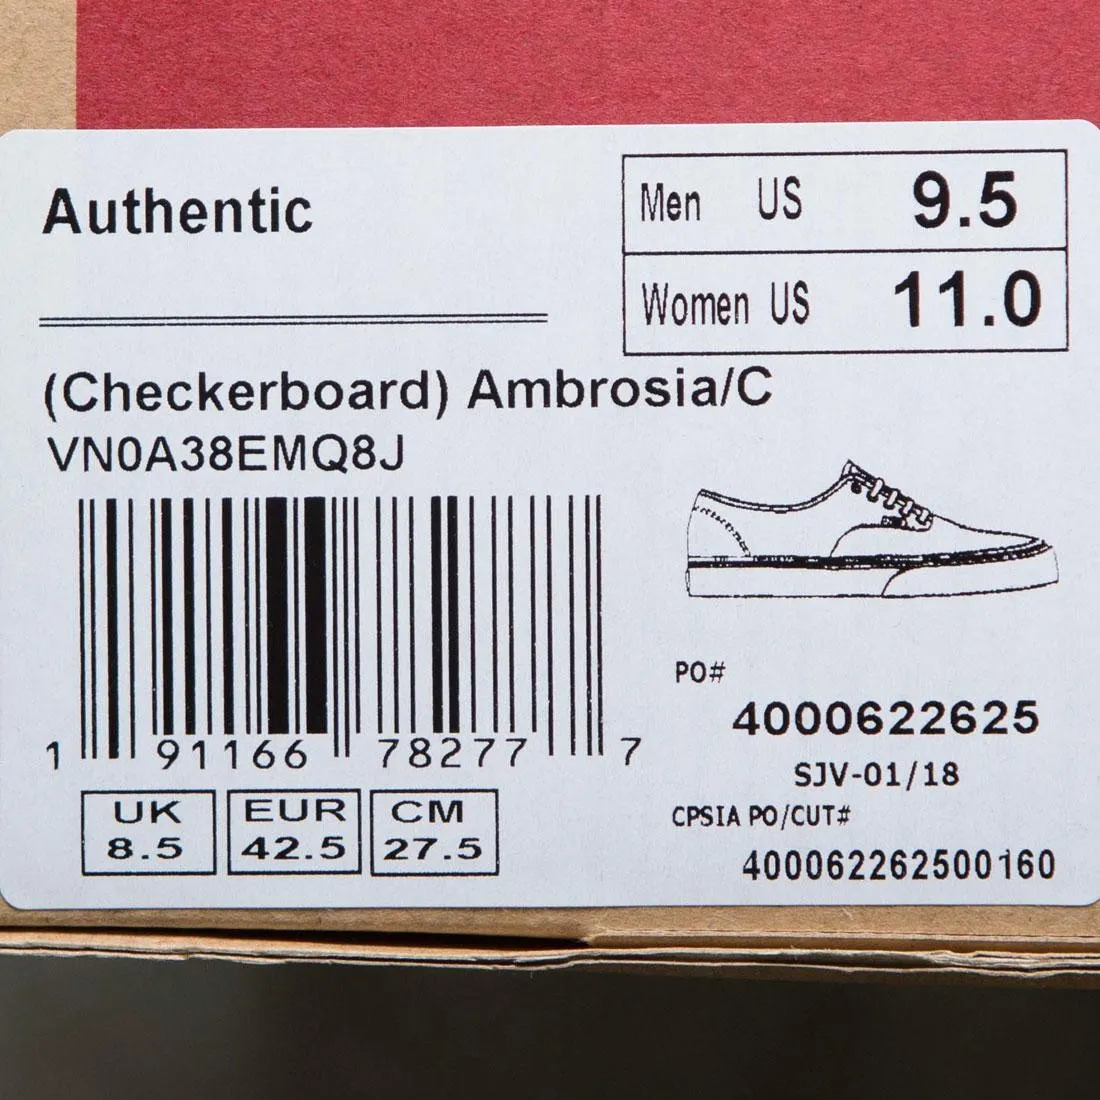 Authentic
Men US 9.5
Women US 11.0
(Checkerboard) Ambrosia/C
VN0A38EMQ8J
1 91166 78277 7
PO#
4000622625
SJV-01/18
CPSIA PO/CUT#
400062262500160
UK
8.5
EUR
42.5
CM
27.5